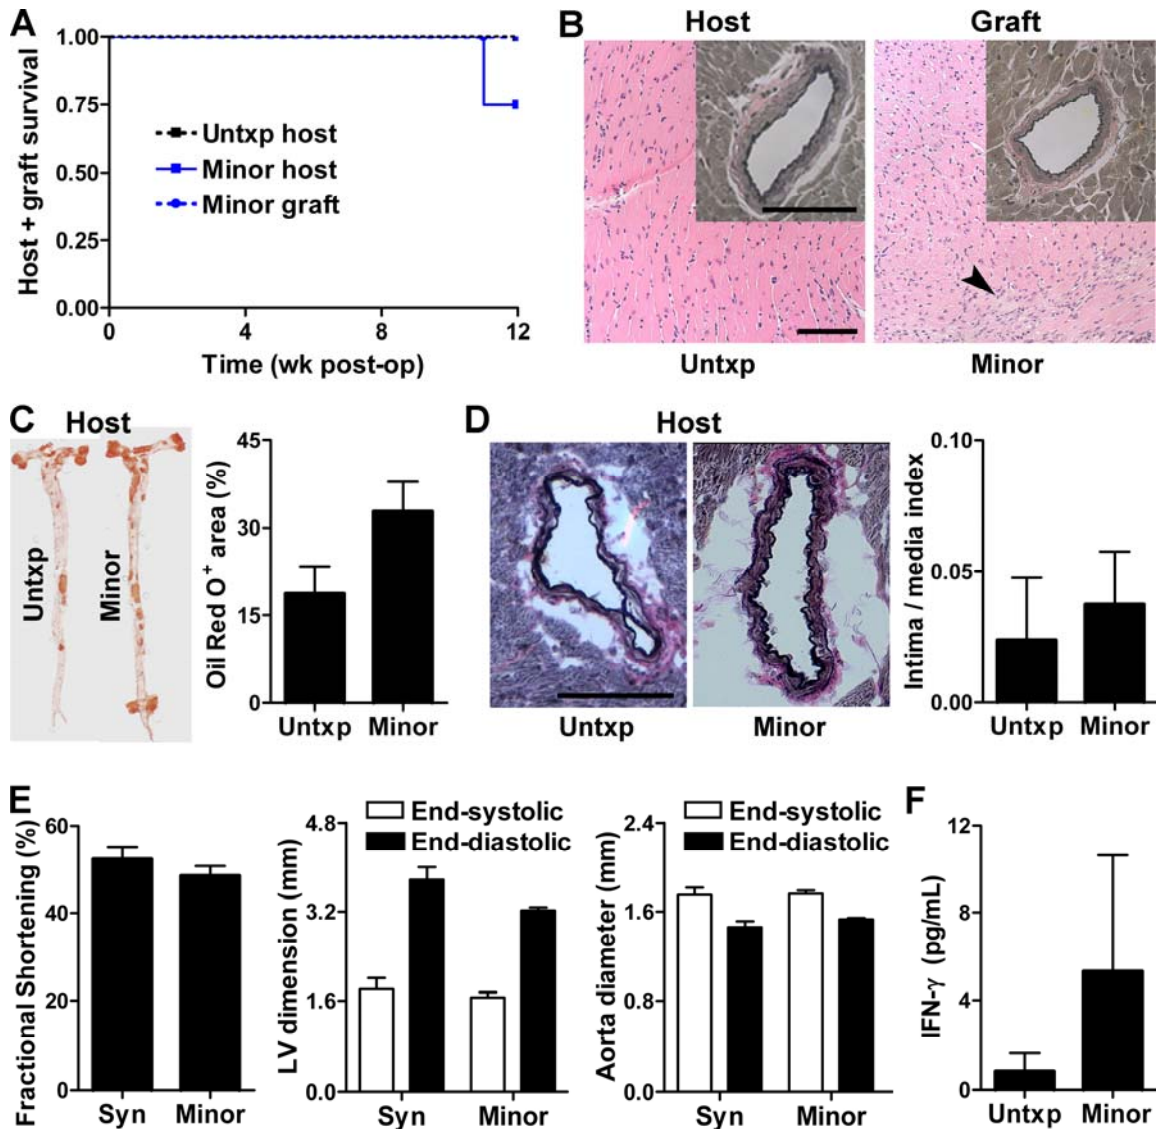 A
Host + graft survival
1.00
0.75
0.50
0.25
0.00
Untxp host
Minor host
Minor graft
0 4 8 12
Time (wk post-op)
B
Host Graft
Untxp Minor
C
Host
Untxp
Minor
Oil Red O+ area (%)
45
30
15
0
Untxp Minor
D
Host
Untxp Minor
Intima / media index
0.10
0.05
0.00
Untxp Minor
E
Fractional Shortening (%)
60
40
20
0
Syn Minor
End-systolic
End-diastolic
LV dimension (mm)
4.8
3.2
1.6
0.0
Syn Minor
End-systolic
End-diastolic
Aorta diameter (mm)
2.4
1.6
0.8
0.0
Syn Minor
F
IFN-γ (pg/mL)
12
8
4
0
Untxp Minor